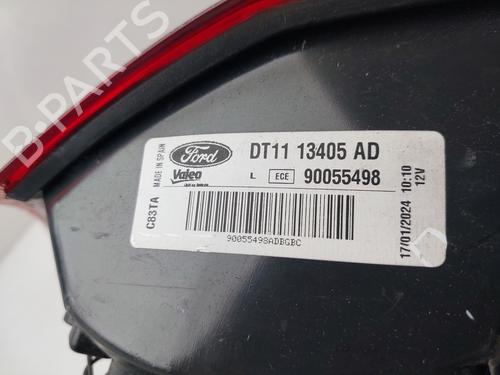 MADE IN SPAIN
C83TA
Ford
Valeo
DT11 13405 AD
L ECE 90055498
90055498ADBGBC
17/01/2024 10:10
12V
B-PARTS